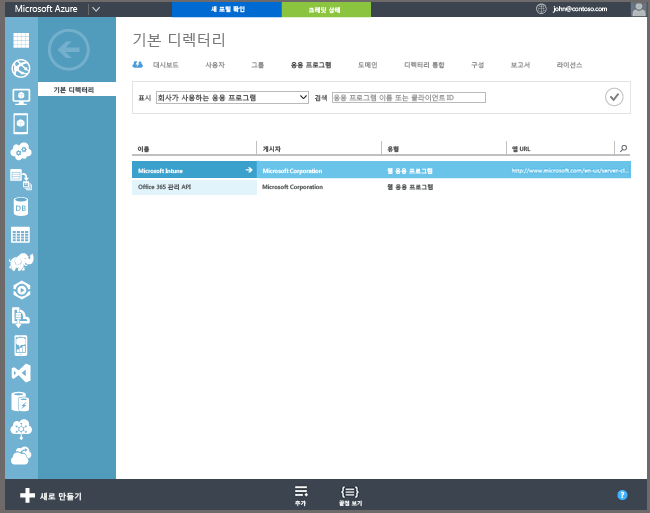 Microsoft Azure
새 포털 확인
크레딧 상태
john@contoso.com
기본 디렉터리
기본 디렉터리
대시보드 사용자 그룹 응용 프로그램 도메인 디렉터리 통합 구성 보고서 라이선스
표시 회사가 사용하는 응용 프로그램 검색 응용 프로그램 이름 또는 클라이언트 ID
이름 게시자 유형 앱 URL
Microsoft Intune Microsoft Corporation 웹 응용 프로그램 http://www.microsoft.com/en-us/server-cl...
Office 365 관리 API Microsoft Corporation 웹 응용 프로그램
DB
새로 만들기
추가
끝점 보기
?